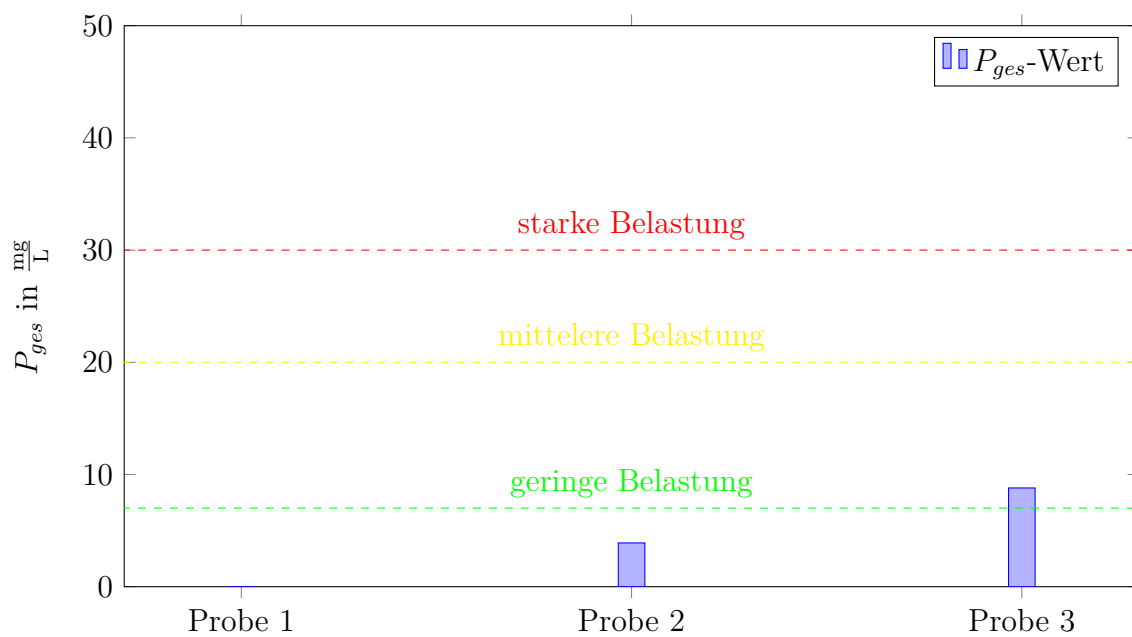 50
P_ges-Wert
40
starke Belastung
30
P_ges in mg/L
mittelere Belastung
20
geringe Belastung
10
0
Probe 1 Probe 2 Probe 3